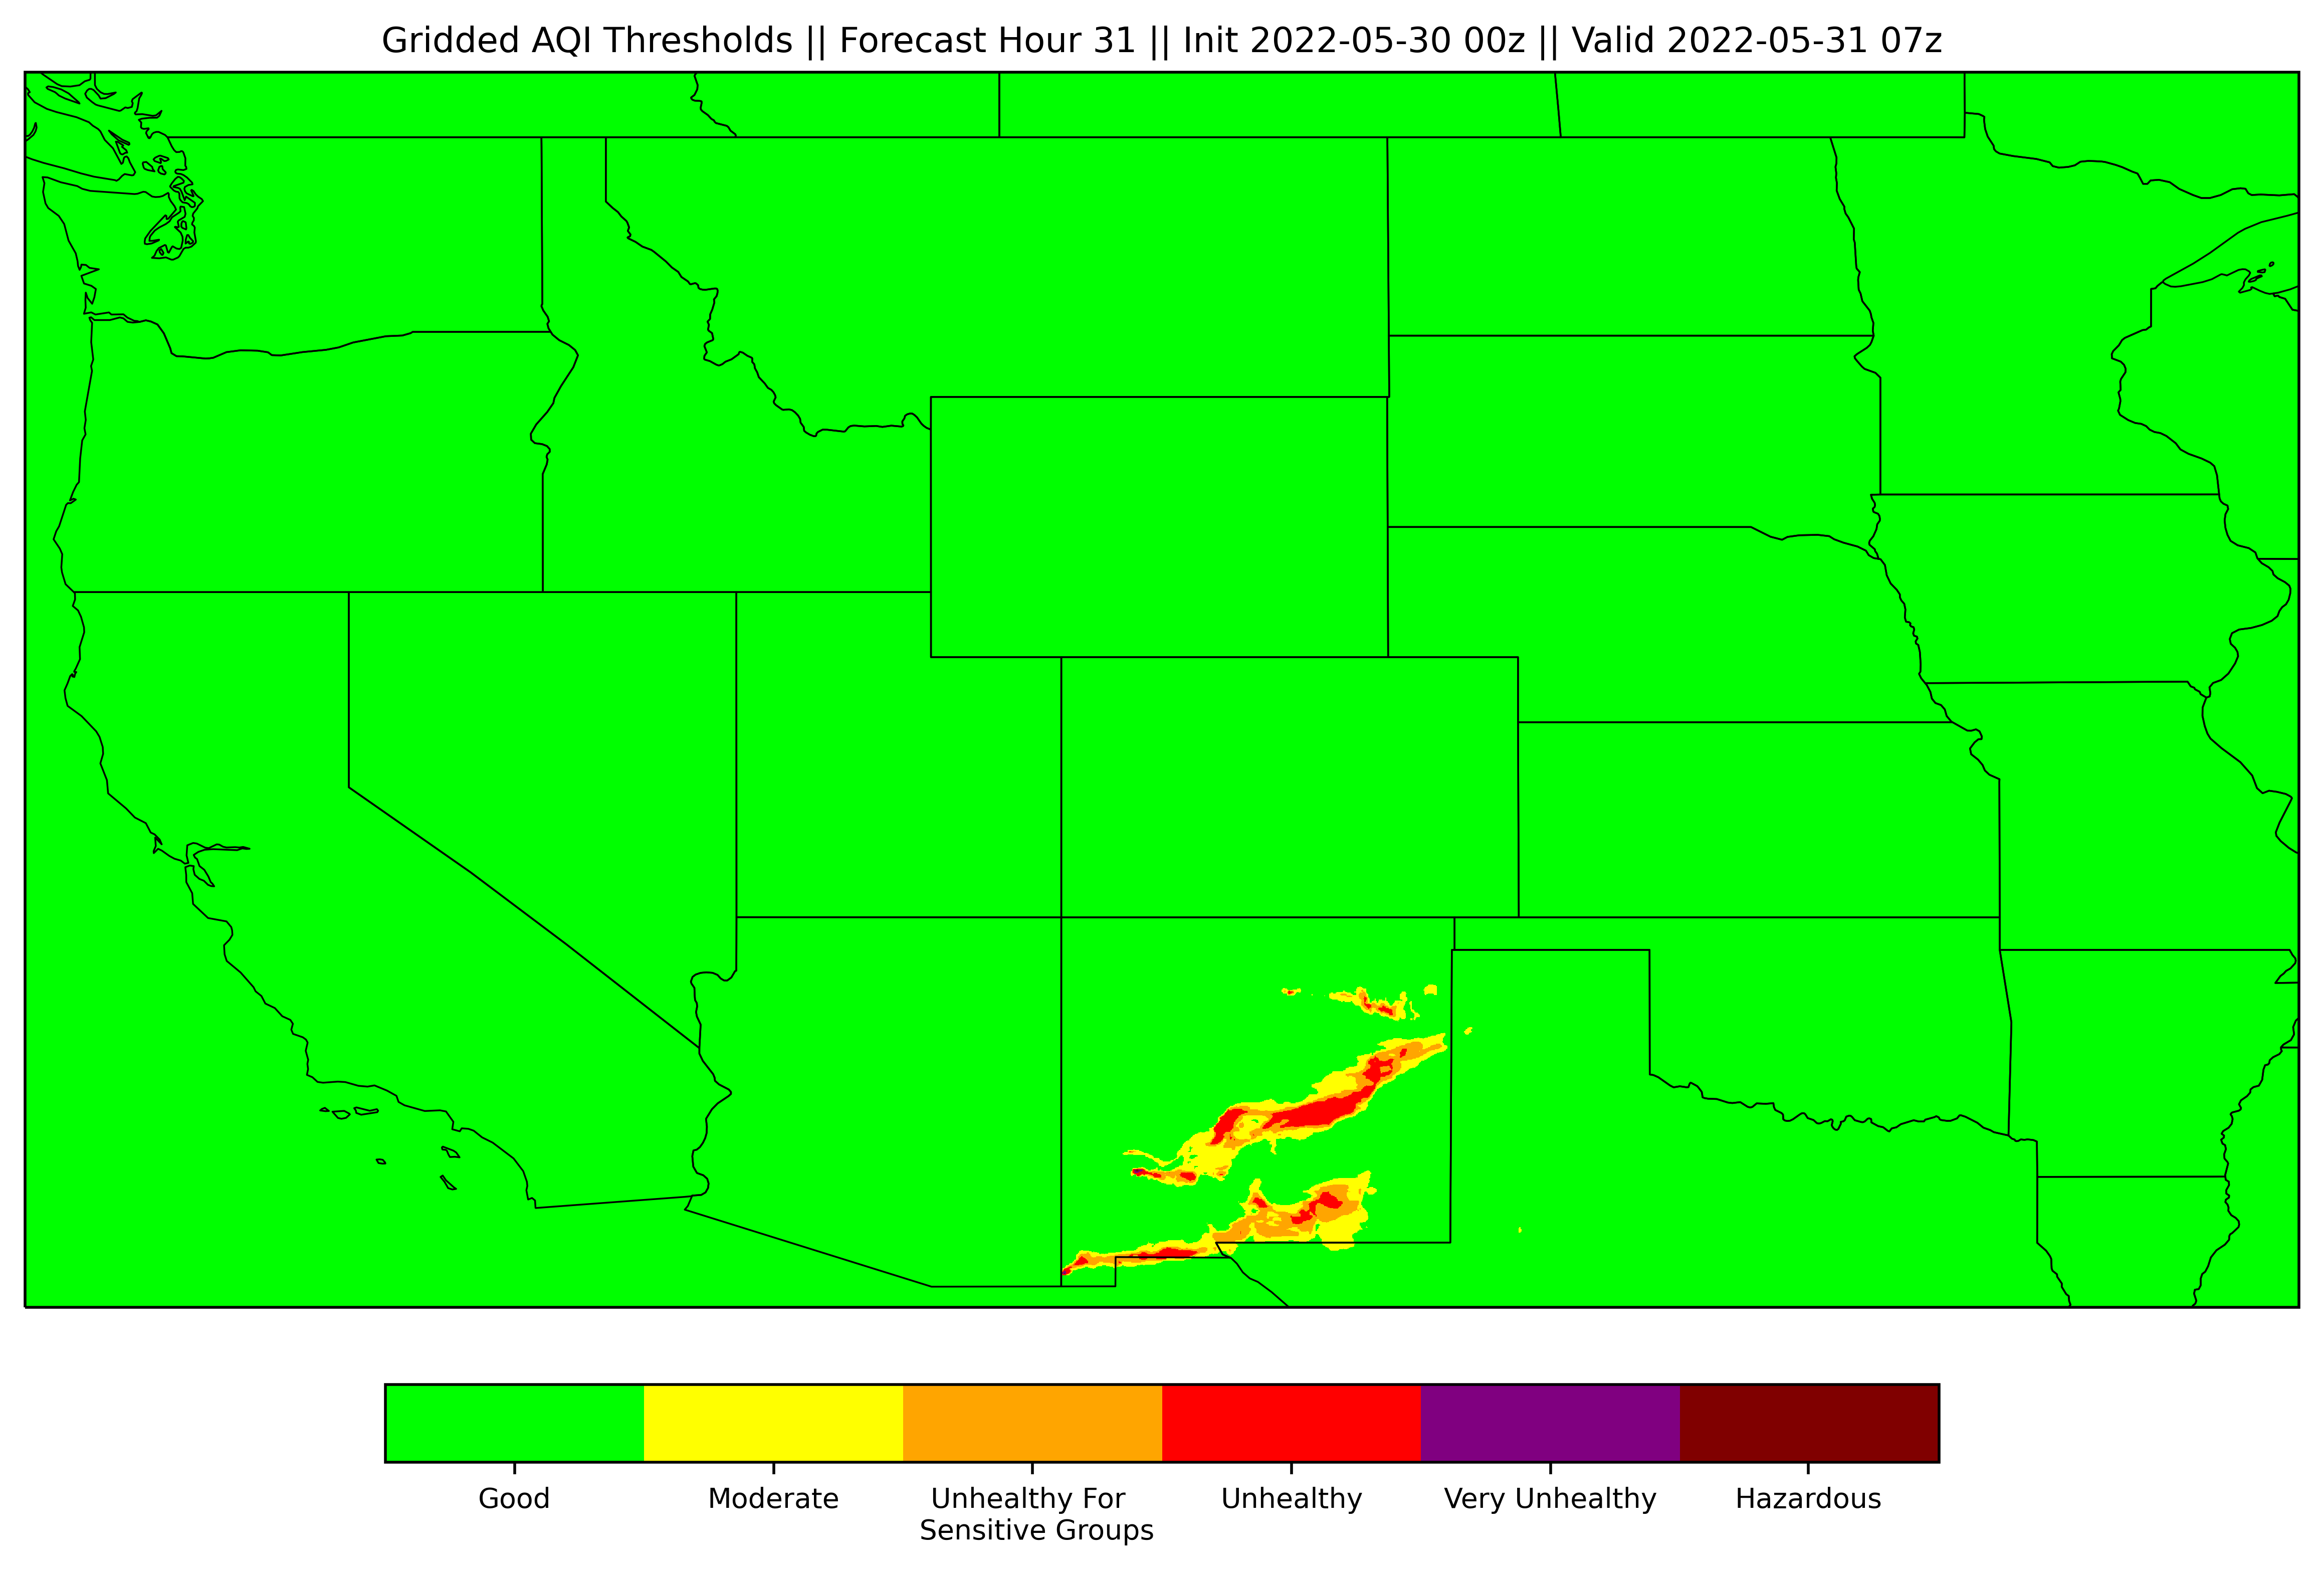 Gridded AQI Thresholds || Forecast Hour 31 || Init 2022-05-30 00z || Valid 2022-05-31 07z
Good
Moderate
Unhealthy For
Sensitive Groups
Unhealthy
Very Unhealthy
Hazardous